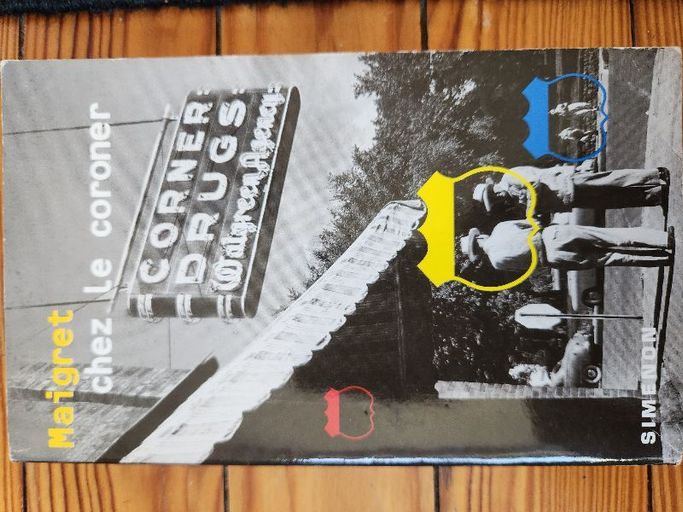 Maigret
chez le coroner
CORNER
DRUGS
Walgreen Agency
SIMENON